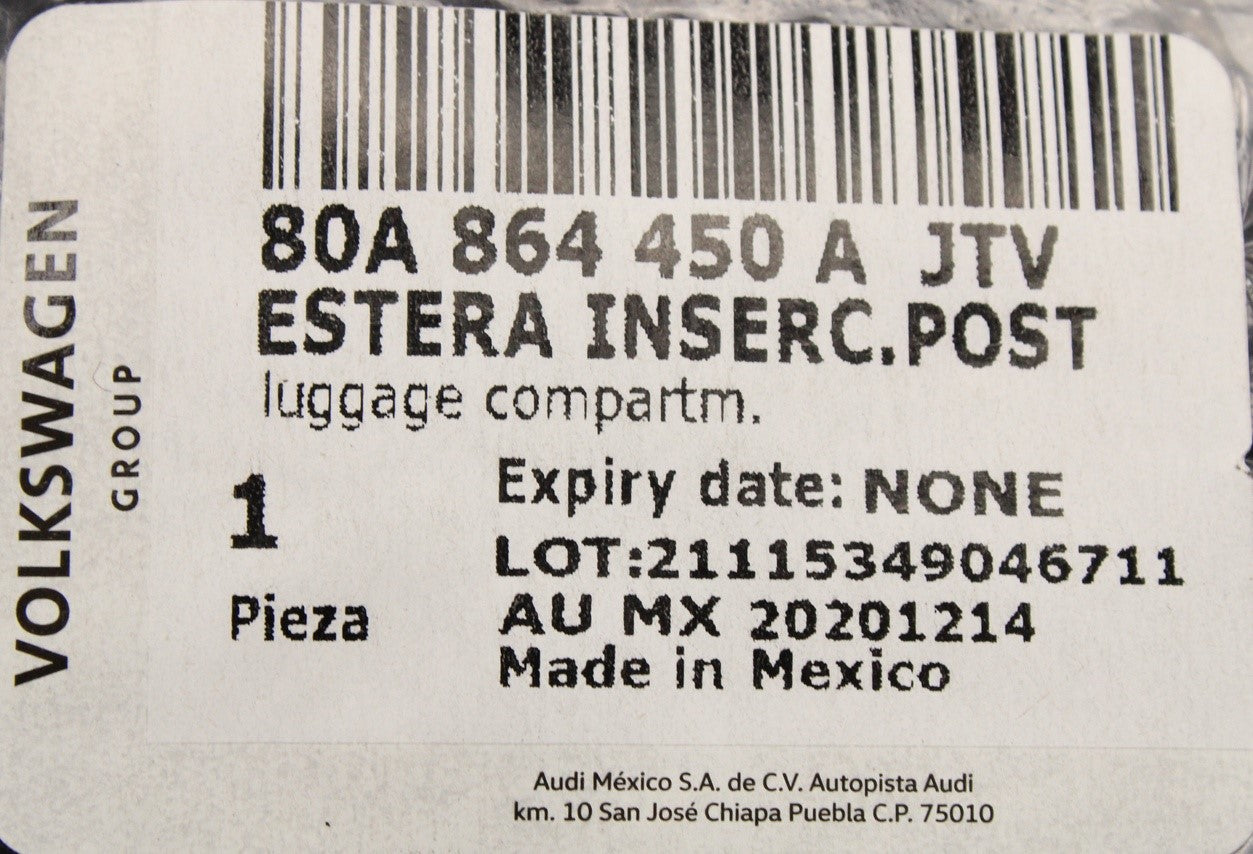 VOLKSWAGEN
GROUP
80A 864 450 A JTV
ESTERA INSERC.POST
luggage compartm.
1
Pieza
Expiry date: NONE
LOT:21115349046711
AU MX 20201214
Made in Mexico
Audi México S.A. de C.V. Autopista Audi
km. 10 San José Chiapa Puebla C.P. 75010